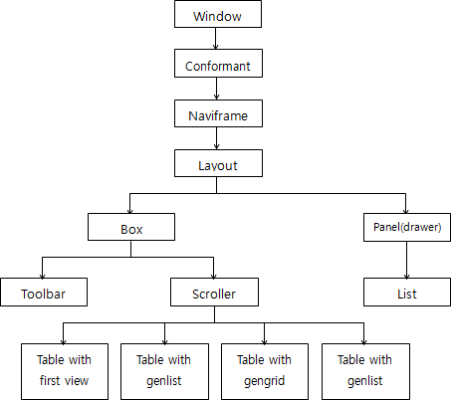 Window
Conformant
Naviframe
Layout
Box
Panel(drawer)
Toolbar
Scroller
List
Table with
first view
Table with
genlist
Table with
gengrid
Table with
genlist